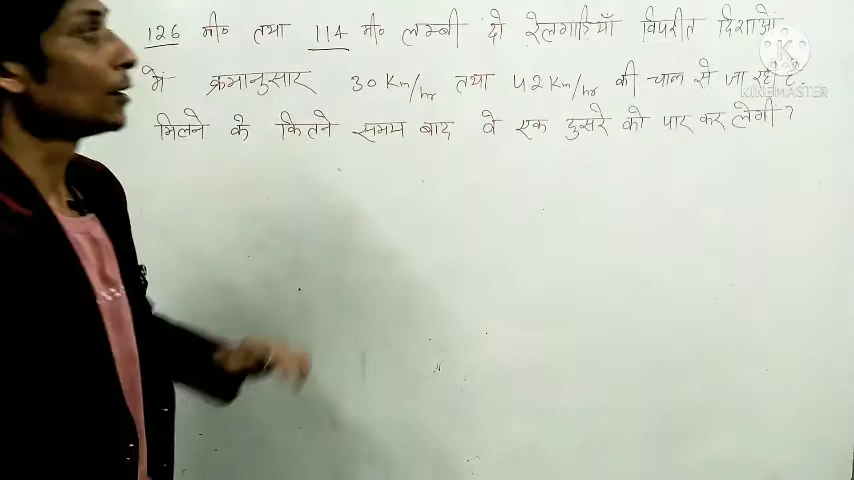 126 मी० तथा 114 मी० लम्बी दो रेलगाड़ियाँ विपरीत दिशाओं
में क्रमानुसार 30 Km/hr तथा 42 Km/hr की चाल से जा रही है.
मिलने के कितने समय बाद वे एक दुसरे को पार कर लेगी?
K
KINEMASTER